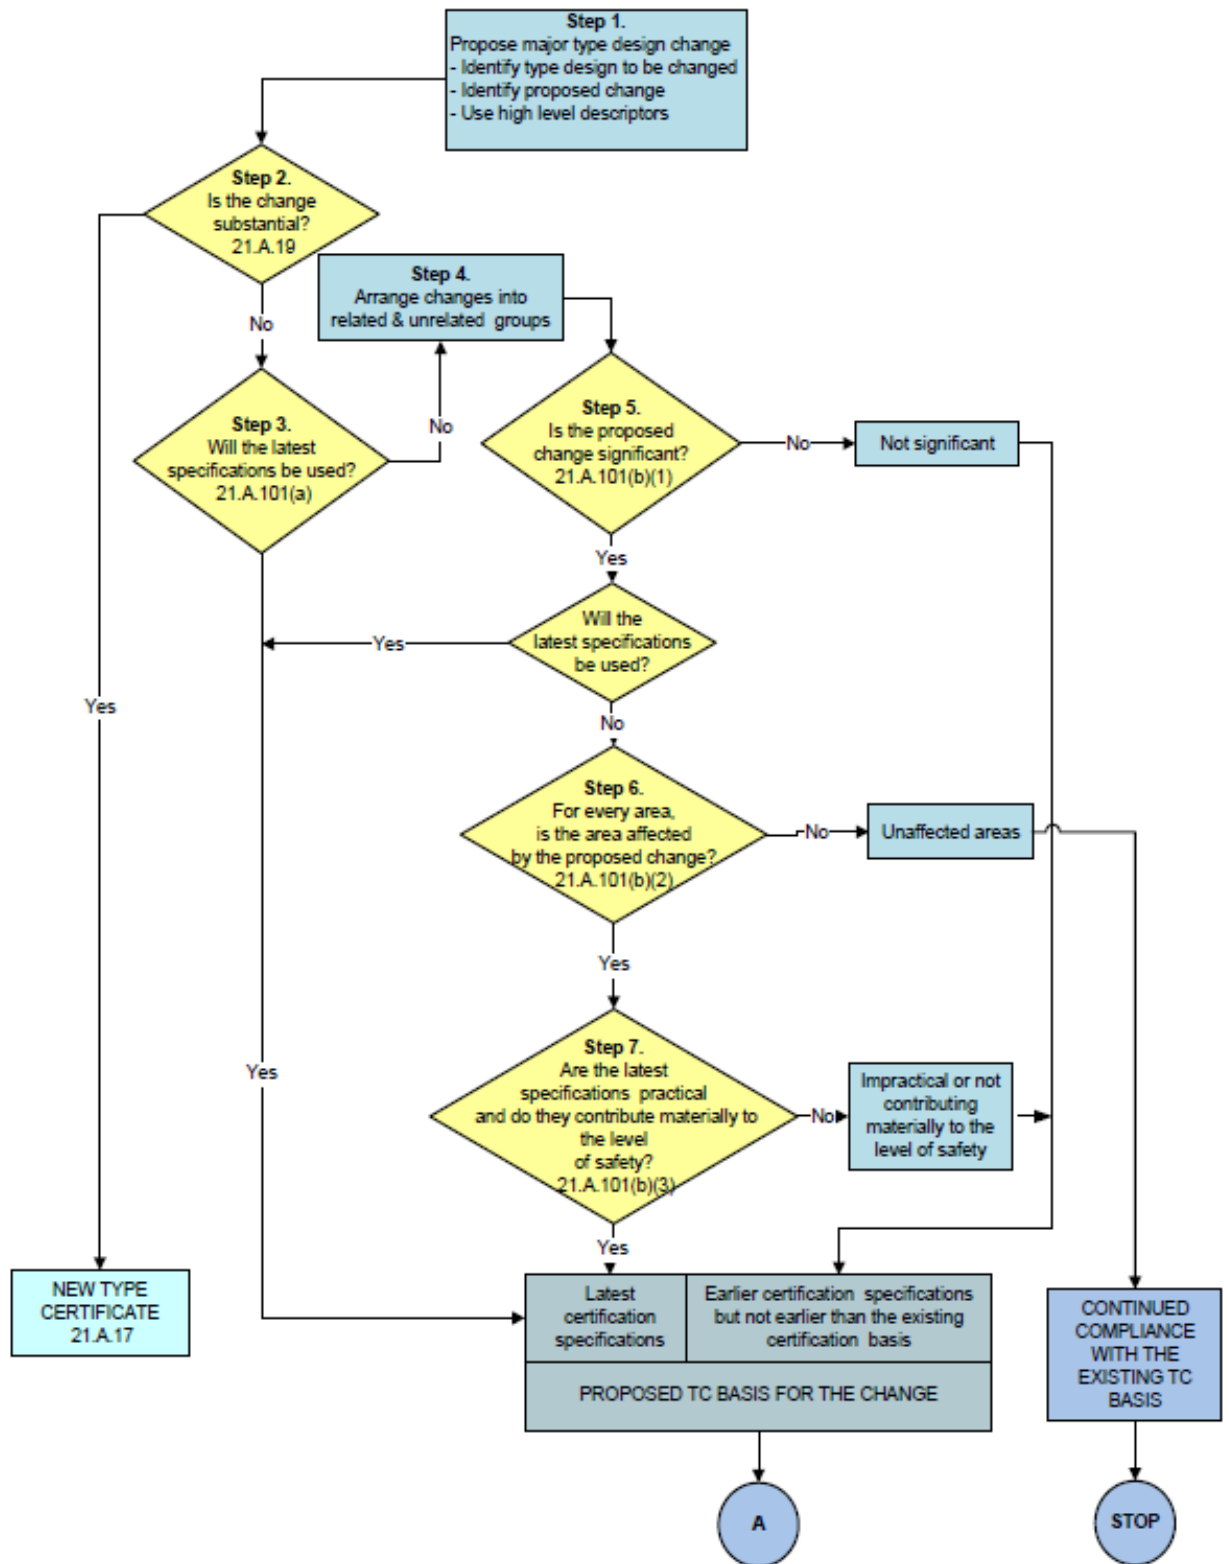 Step 1.
Propose major type design change
- Identify type design to be changed
- Identify proposed change
- Use high level descriptors
Step 2.
Is the change
substantial?
21.A.19
No
Step 4.
Arrange changes into
related & unrelated groups
Step 3.
Will the latest
specifications be used?
21.A.101(a)
No
Step 5.
Is the proposed
change significant?
21.A.101(b)(1)
No
Not significant
Yes
Will the
latest specifications
be used?
Yes
Yes
No
Step 6.
For every area,
is the area affected
by the proposed change?
21.A.101(b)(2)
No
Unaffected areas
Yes
Step 7.
Are the latest
specifications practical
and do they contribute materially to
the level
of safety?
21.A.101(b)(3)
Yes
No
Impractical or not
contributing
materially to the
level of safety
Yes
NEW TYPE
CERTIFICATE
21.A.17
Latest
certification
specifications
Earlier certification specifications
but not earlier than the existing
certification basis
PROPOSED TC BASIS FOR THE CHANGE
CONTINUED
COMPLIANCE
WITH THE
EXISTING TC
BASIS
A
STOP